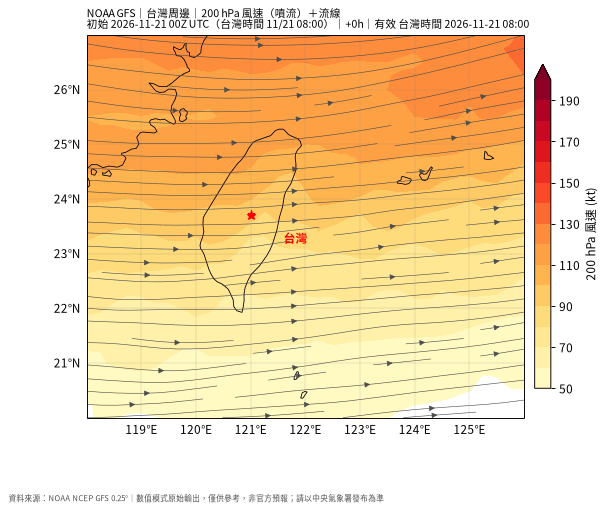 NOAA GFS｜台灣周邊｜200 hPa 風速（噴流）＋流線
初始 2026-11-21 00Z UTC（台灣時間 11/21 08:00）｜+0h｜有效 台灣時間 2026-11-21 08:00
26°N
25°N
24°N
23°N
22°N
21°N
119°E 120°E 121°E 122°E 123°E 124°E 125°E
台灣
190
170
150
130
110
90
70
50
200 hPa 風速 (kt)
資料來源：NOAA NCEP GFS 0.25°｜數值模式原始輸出，僅供參考，非官方預報；請以中央氣象署發布為準